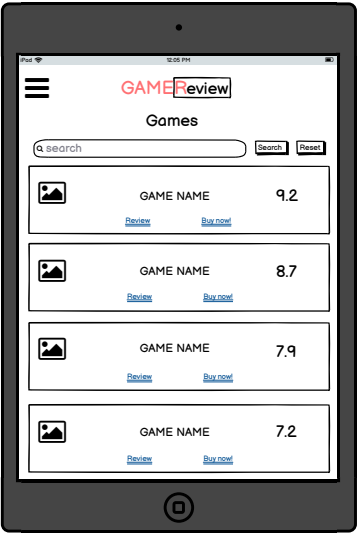 iPad 12:05 PM
GAMEReview
Games
search Search Reset
GAME NAME 9.2
Review Buy now!
GAME NAME 8.7
Review Buy now!
GAME NAME 7.9
Review Buy now!
GAME NAME 7.2
Review Buy now!